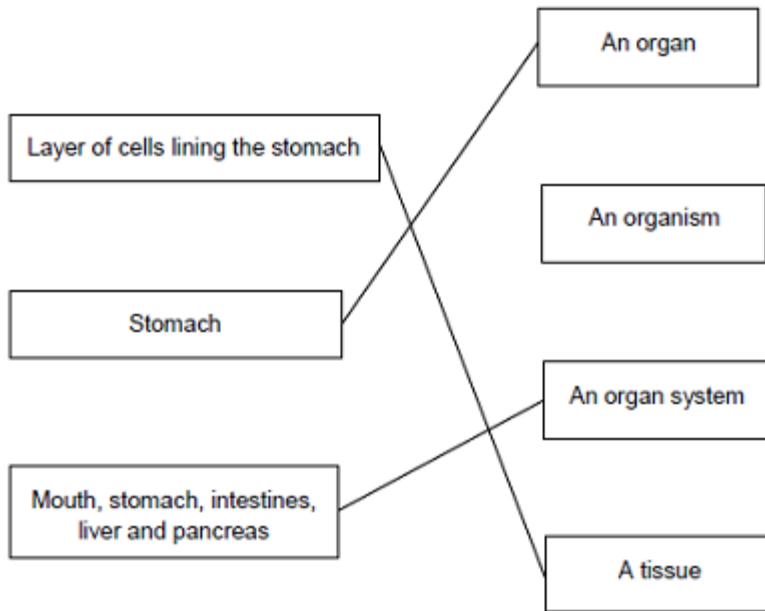 An organ
Layer of cells lining the stomach
An organism
Stomach
An organ system
Mouth, stomach, intestines,
liver and pancreas
A tissue